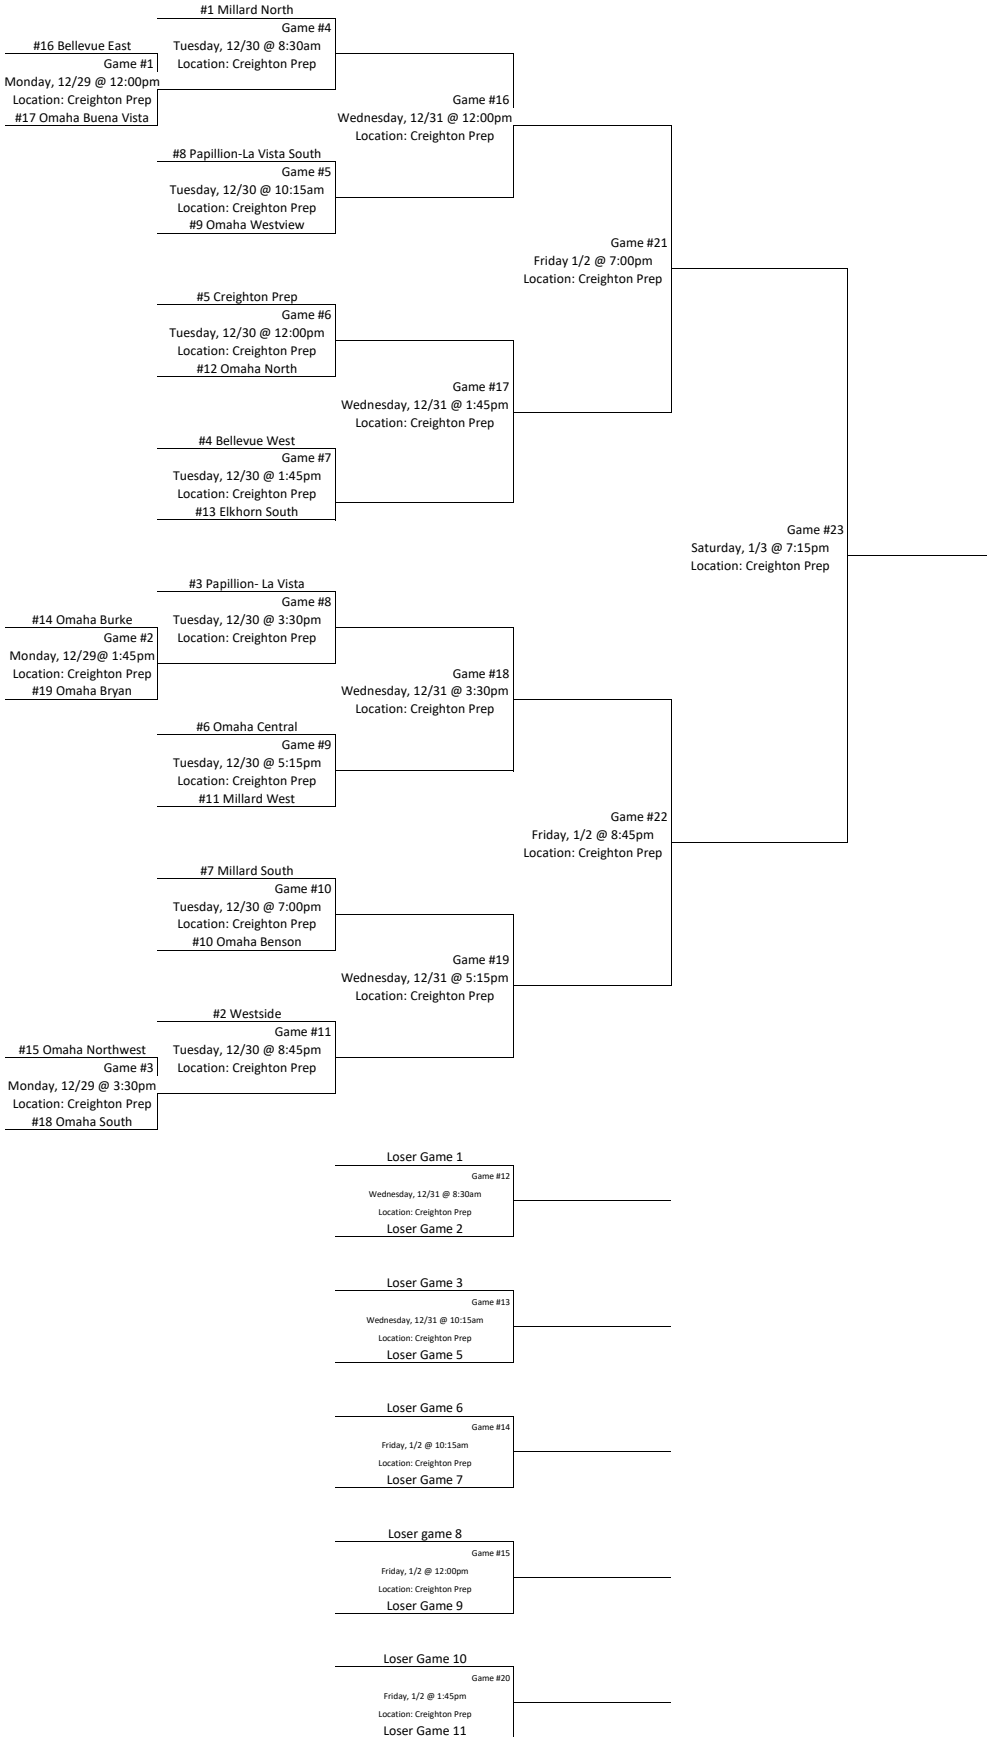 #1 Millard North
Game #4
Tuesday, 12/30 @ 8:30am
Location: Creighton Prep
#16 Bellevue East
Game #1
Monday, 12/29 @ 12:00pm
Location: Creighton Prep
#17 Omaha Buena Vista
Game #16
Wednesday, 12/31 @ 12:00pm
Location: Creighton Prep
#8 Papillion-La Vista South
Game #5
Tuesday, 12/30 @ 10:15am
Location: Creighton Prep
#9 Omaha Westview
Game #21
Friday 1/2 @ 7:00pm
Location: Creighton Prep
#5 Creighton Prep
Game #6
Tuesday, 12/30 @ 12:00pm
Location: Creighton Prep
#12 Omaha North
Game #17
Wednesday, 12/31 @ 1:45pm
Location: Creighton Prep
#4 Bellevue West
Game #7
Tuesday, 12/30 @ 1:45pm
Location: Creighton Prep
#13 Elkhorn South
Game #23
Saturday, 1/3 @ 7:15pm
Location: Creighton Prep
#3 Papillion- La Vista
Game #8
Tuesday, 12/30 @ 3:30pm
Location: Creighton Prep
#14 Omaha Burke
Game #2
Monday, 12/29@ 1:45pm
Location: Creighton Prep
#19 Omaha Bryan
Game #18
Wednesday, 12/31 @ 3:30pm
Location: Creighton Prep
#6 Omaha Central
Game #9
Tuesday, 12/30 @ 5:15pm
Location: Creighton Prep
#11 Millard West
Game #22
Friday, 1/2 @ 8:45pm
Location: Creighton Prep
#7 Millard South
Game #10
Tuesday, 12/30 @ 7:00pm
Location: Creighton Prep
#10 Omaha Benson
Game #19
Wednesday, 12/31 @ 5:15pm
Location: Creighton Prep
#2 Westside
Game #11
Tuesday, 12/30 @ 8:45pm
Location: Creighton Prep
#15 Omaha Northwest
Game #3
Monday, 12/29 @ 3:30pm
Location: Creighton Prep
#18 Omaha South
Loser Game 1
Game #12
Wednesday, 12/31 @ 8:30am
Location: Creighton Prep
Loser Game 2
Loser Game 3
Game #13
Wednesday, 12/31 @ 10:15am
Location: Creighton Prep
Loser Game 5
Loser Game 6
Game #14
Friday, 1/2 @ 10:15am
Location: Creighton Prep
Loser Game 7
Loser game 8
Game #15
Friday, 1/2 @ 12:00pm
Location: Creighton Prep
Loser Game 9
Loser Game 10
Game #20
Friday, 1/2 @ 1:45pm
Location: Creighton Prep
Loser Game 11